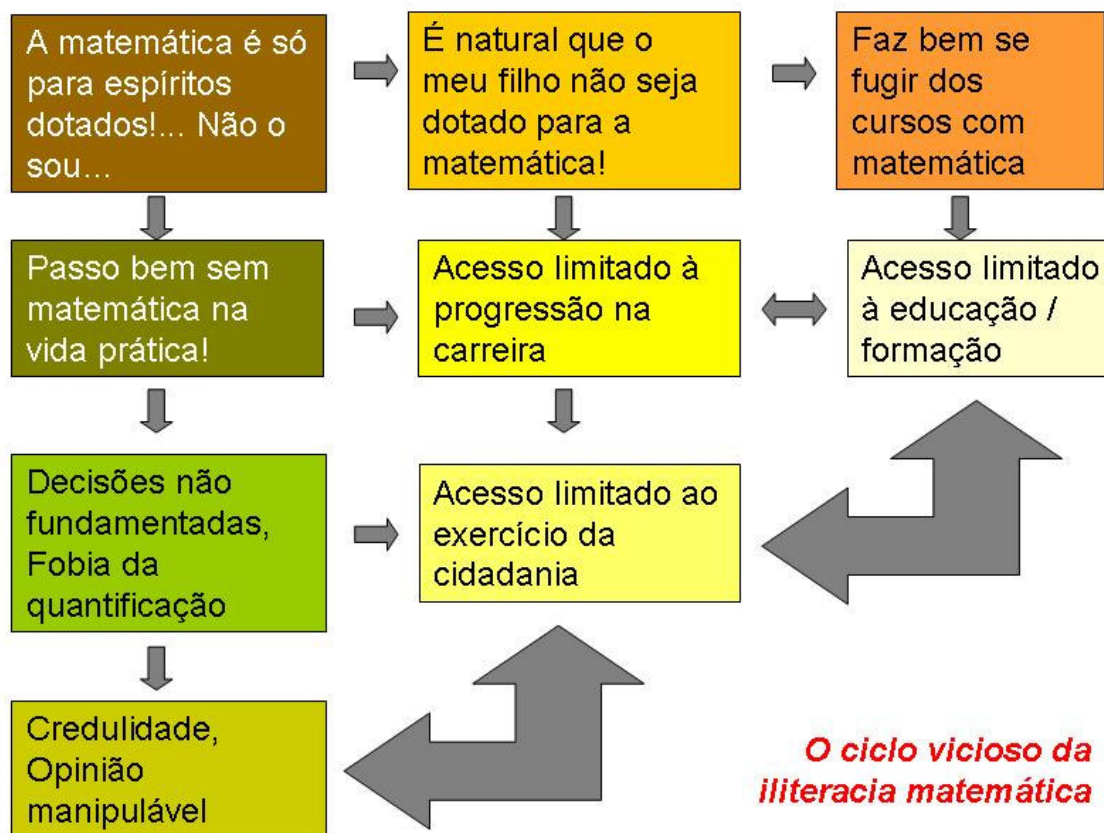 A matemática é só
para espíritos
dotados!... Não o
sou...
É natural que o
meu filho não seja
dotado para a
matemática!
Faz bem se
fugir dos
cursos com
matemática
Passo bem sem
matemática na
vida prática!
Acesso limitado à
progressão na
carreira
Acesso limitado
à educação /
formação
Decisões não
fundamentadas,
Fobia da
quantificação
Acesso limitado ao
exercício da
cidadania
Credulidade,
Opinião
manipulável
O ciclo vicioso da
iliteracia matemática